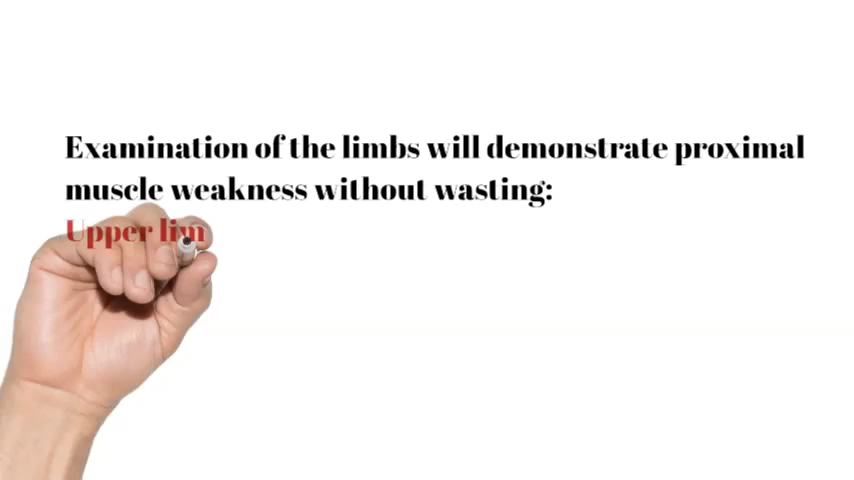 Examination of the limbs will demonstrate proximal
muscle weakness without wasting:
Upper lim